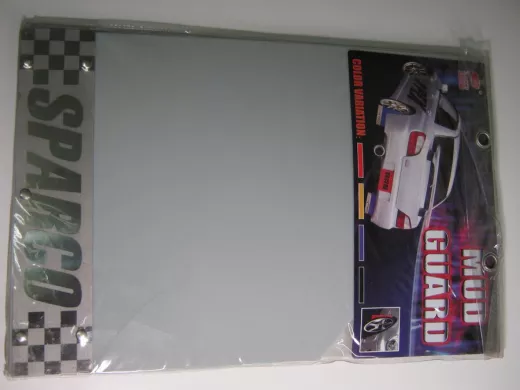 SPARCO
COLOR VARIATION:
MUD
GUARD